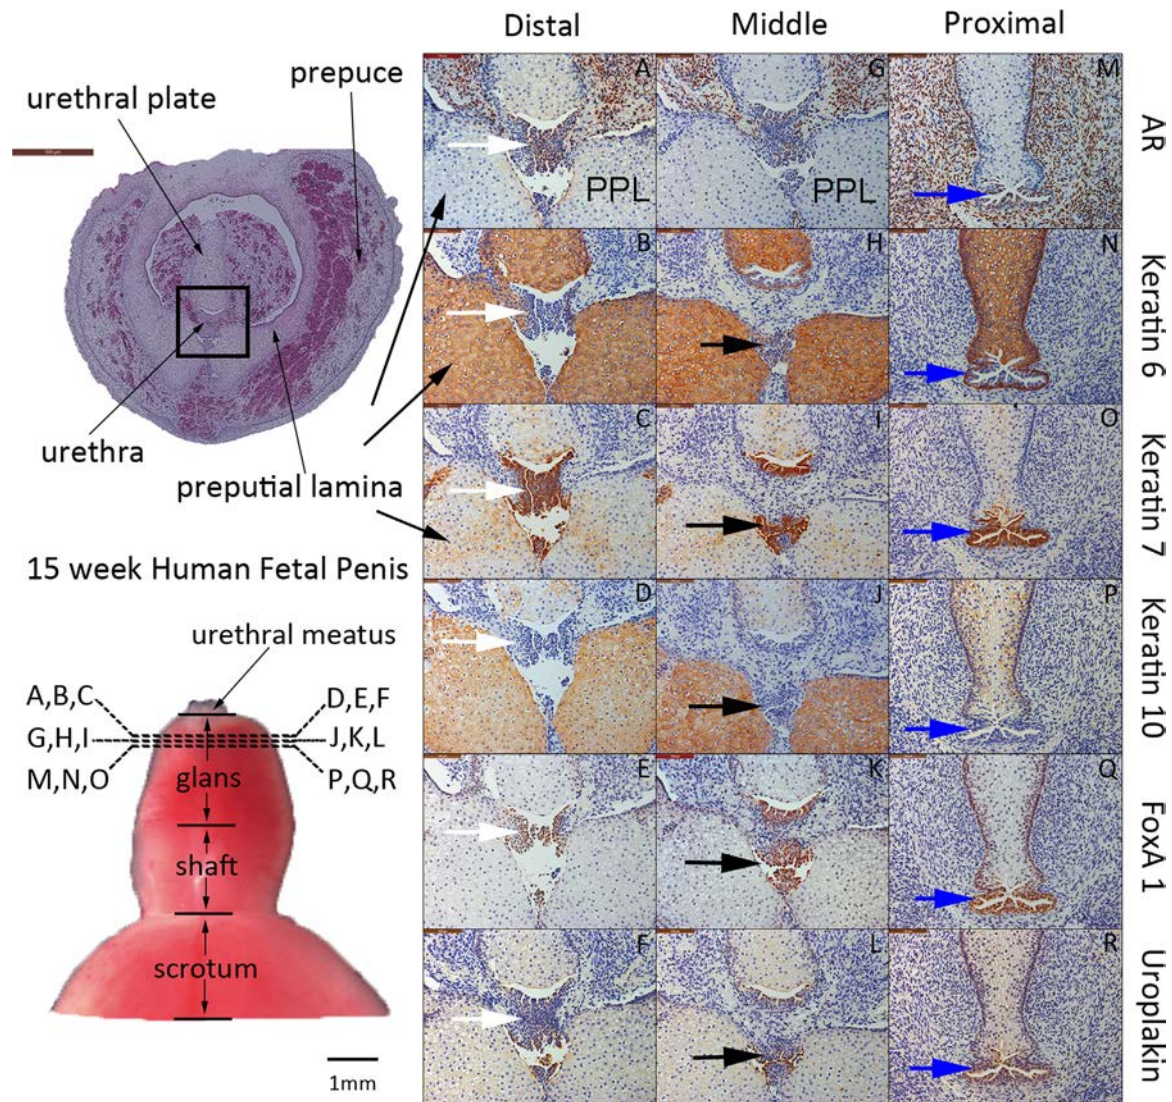 Distal
Middle
Proximal
urethral plate
prepuce
urethra
preputial lamina
A
G
M
PPL
PPL
AR
B
H
N
Keratin 6
C
I
O
Keratin 7
D
J
P
Keratin 10
E
K
Q
FoxA 1
F
L
R
Uroplakin
15 week Human Fetal Penis
urethral meatus
A,B,C
D,E,F
G,H,I
J,K,L
M,N,O
P,Q,R
glans
shaft
scrotum
1mm